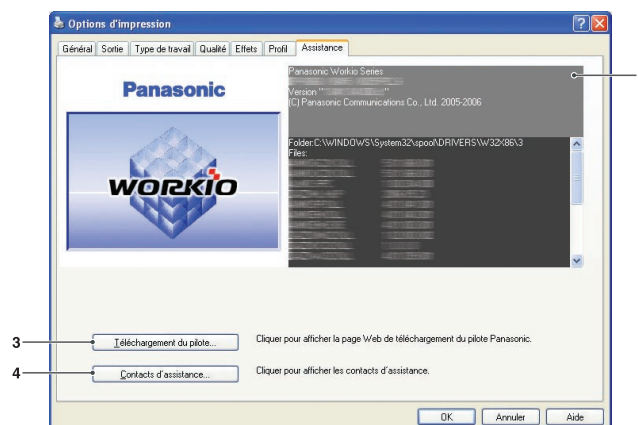 Options d'impression
Général Sortie Type de travail Qualité Effets Profil Assistance
Panasonic
WORKIO
Panasonic Workio Series
Version " "
(C) Panasonic Communications Co., Ltd. 2005-2006
Folder:C:\WINDOWS\System32\spool\DRIVERS\W32X86\3
Files:
3
Téléchargement du pilote...
Cliquer pour afficher la page Web de téléchargement du pilote Panasonic.
4
Contacts d'assistance...
Cliquer pour afficher les contacts d'assistance.
OK Annuler Aide